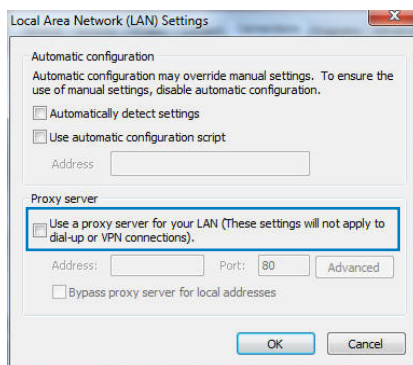 Local Area Network (LAN) Settings
Automatic configuration
Automatic configuration may override manual settings. To ensure the
use of manual settings, disable automatic configuration.
Automatically detect settings
Use automatic configuration script
Address
Proxy server
Use a proxy server for your LAN (These settings will not apply to
dial-up or VPN connections).
Address: Port: 80 Advanced
Bypass proxy server for local addresses
OK Cancel